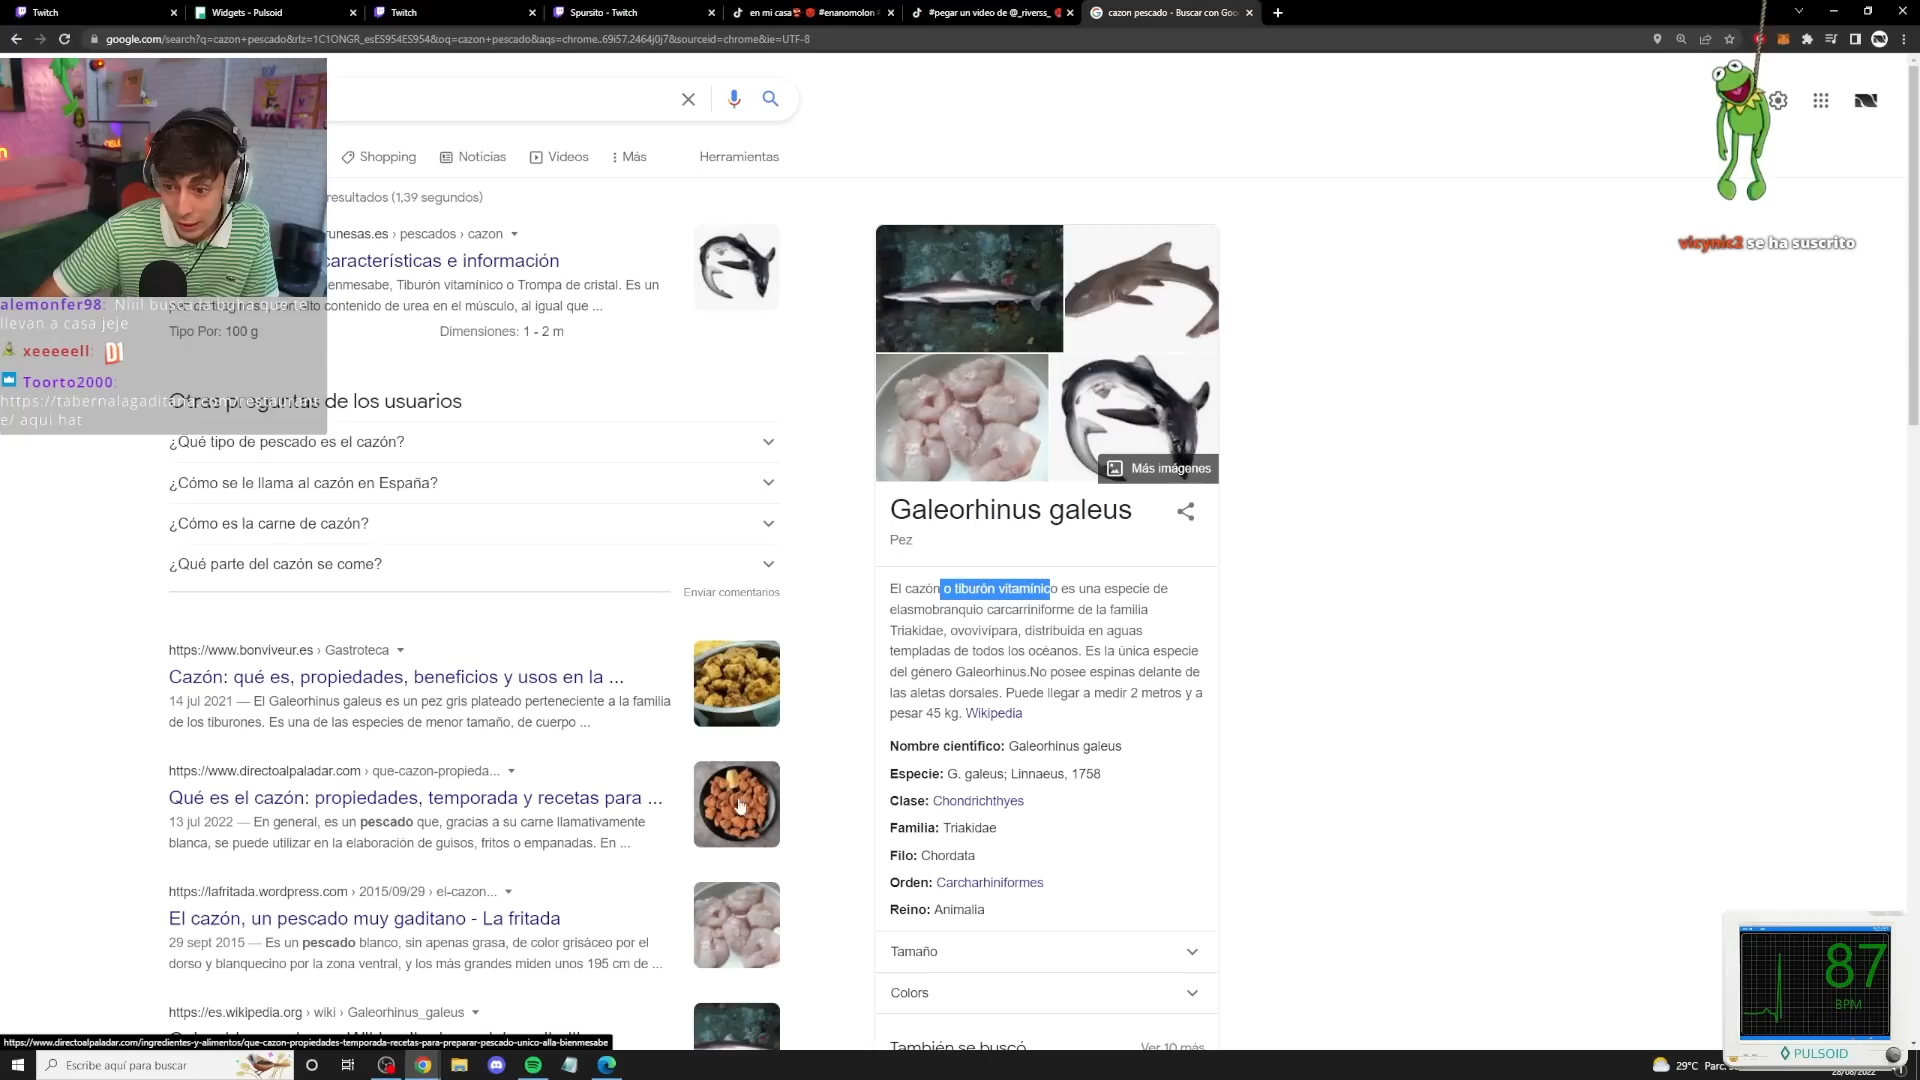 Twitch
Widgets - Pulsoid
Twitch
Spursito - Twitch
en mi casa #enanomolon
#pegar un video de @_riverss_
cazon pescado - Buscar con Goo
google.com/search?q=cazon+pescado&rlz=1C1ONGR_esES954ES954&oq=cazon+pescado&aqs=chrome..69i57.2464j0j7&sourceid=chrome&ie=UTF-8
Shopping
Noticias
Videos
Más
Herramientas
resultados (1,39 segundos)
unesas.es › pescados › cazon
características e información
enmesabe, Tiburón vitamínico o Trompa de cristal. Es un
contenido de urea en el músculo, al igual que ...
Tipo Por: 100 g
Dimensiones: 1 - 2 m
alemonfer98: Niiil busca la buha que te
llevan a casa jeje
xeeeeell: D1
Toorto2000:
e/ aqui hat
Otras preguntas de los usuarios
¿Qué tipo de pescado es el cazón?
¿Cómo se le llama al cazón en España?
¿Cómo es la carne de cazón?
¿Qué parte del cazón se come?
Enviar comentarios
https://www.bonviveur.es › Gastroteca
Cazón: qué es, propiedades, beneficios y usos en la ...
14 jul 2021 — El Galeorhinus galeus es un pez gris plateado perteneciente a la familia
de los tiburones. Es una de las especies de menor tamaño, de cuerpo ...
https://www.directoalpaladar.com › que-cazon-propieda...
Qué es el cazón: propiedades, temporada y recetas para ...
13 jul 2022 — En general, es un pescado que, gracias a su carne llamativamente
blanca, se puede utilizar en la elaboración de guisos, fritos o empanadas. En ...
https://lafritada.wordpress.com › 2015/09/29 › el-cazon...
El cazón, un pescado muy gaditano - La fritada
29 sept 2015 — Es un pescado blanco, sin apenas grasa, de color grisáceo por el
dorso y blanquecino por la zona ventral, y los más grandes miden unos 195 cm de ...
https://es.wikipedia.org › wiki › Galeorhinus_galeus
https://www.directoalpaladar.com/ingredientes-y-alimentos/que-cazon-propiedades-temporada-recetas-para-preparar-pescado-unico-alla-bienmesabe
Más imágenes
Galeorhinus galeus
Pez
El cazón o tiburón vitamínico es una especie de
elasmobranquio carcarriniforme de la familia
Triakidae, ovovivípara, distribuida en aguas
templadas de todos los océanos. Es la única especie
del género Galeorhinus.No posee espinas delante de
las aletas dorsales. Puede llegar a medir 2 metros y a
pesar 45 kg. Wikipedia
Nombre científico: Galeorhinus galeus
Especie: G. galeus; Linnaeus, 1758
Clase: Chondrichthyes
Familia: Triakidae
Filo: Chordata
Orden: Carcharhiniformes
Reino: Animalia
Tamaño
Colors
También se buscó
Ver 10 más
vicynic2 se ha suscrito
87
BPM
PULSOID
Escribe aquí para buscar
29°C
28/08/2022